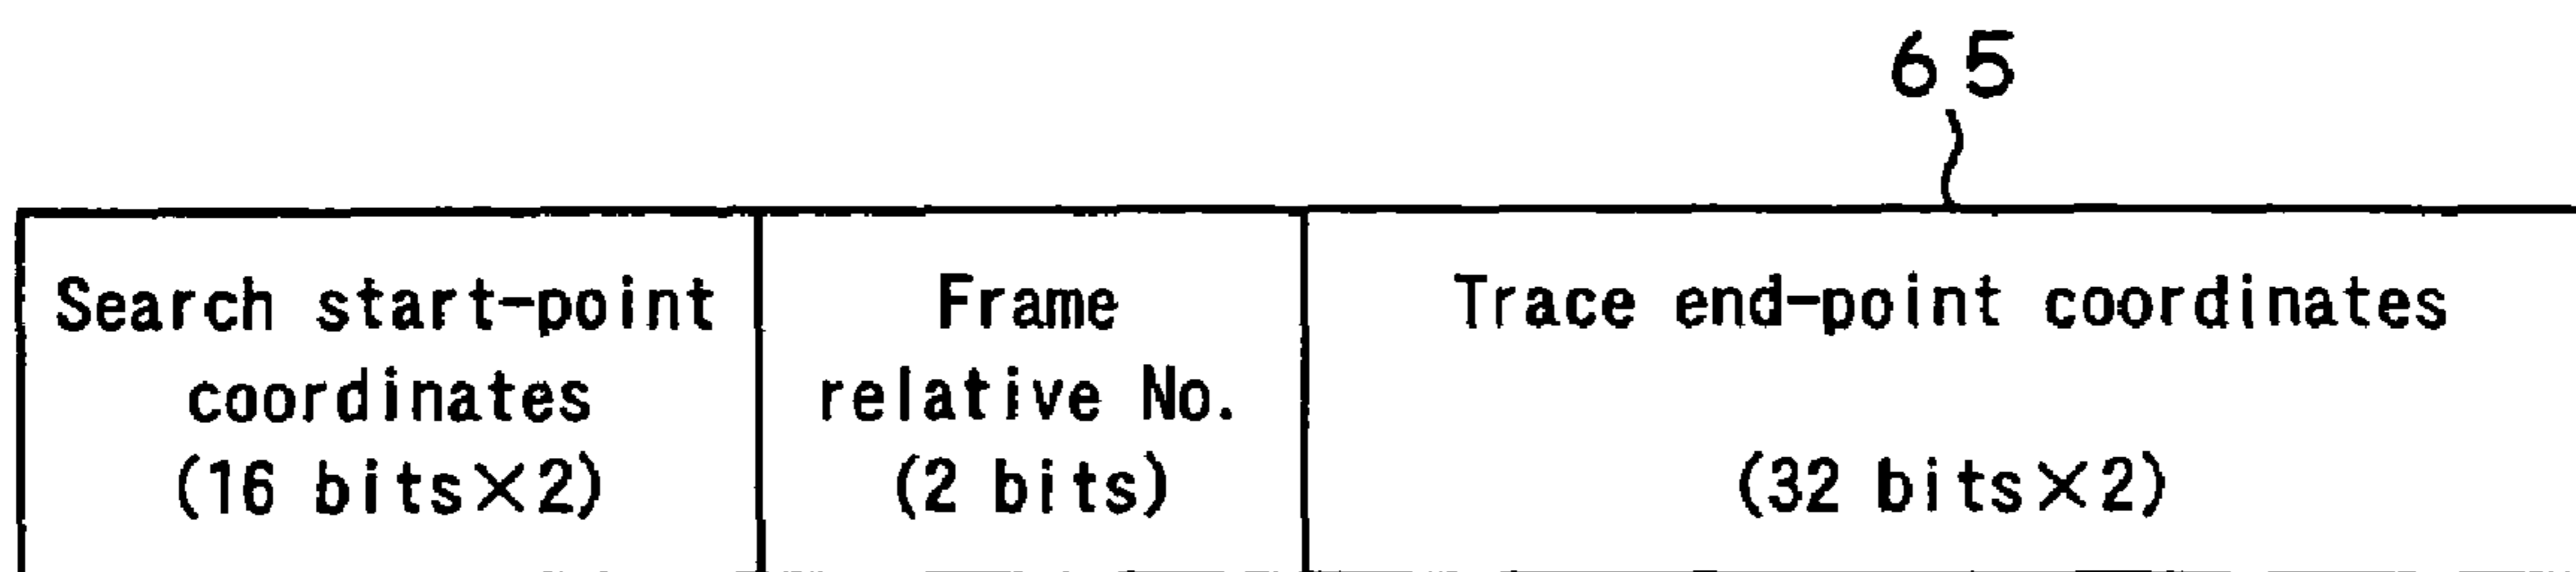 65
Search start-point
coordinates
(16 bits×2)
Frame
relative No.
(2 bits)
Trace end-point coordinates
(32 bits×2)